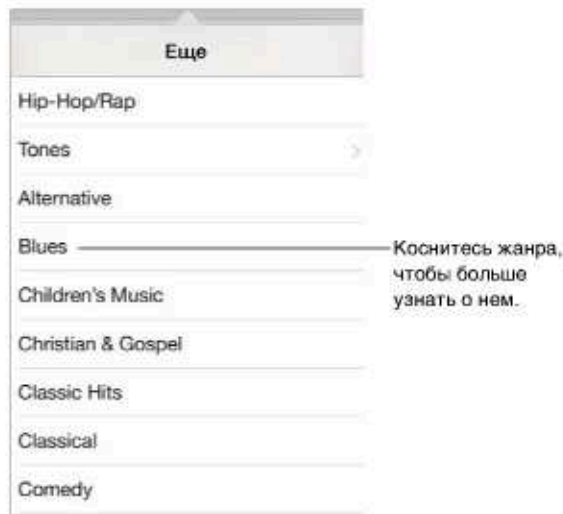 Еще
Hip-Hop/Rap
Tones
Alternative
Blues
Коснитесь жанра,
чтобы больше
узнать о нем.
Children's Music
Christian & Gospel
Classic Hits
Classical
Comedy